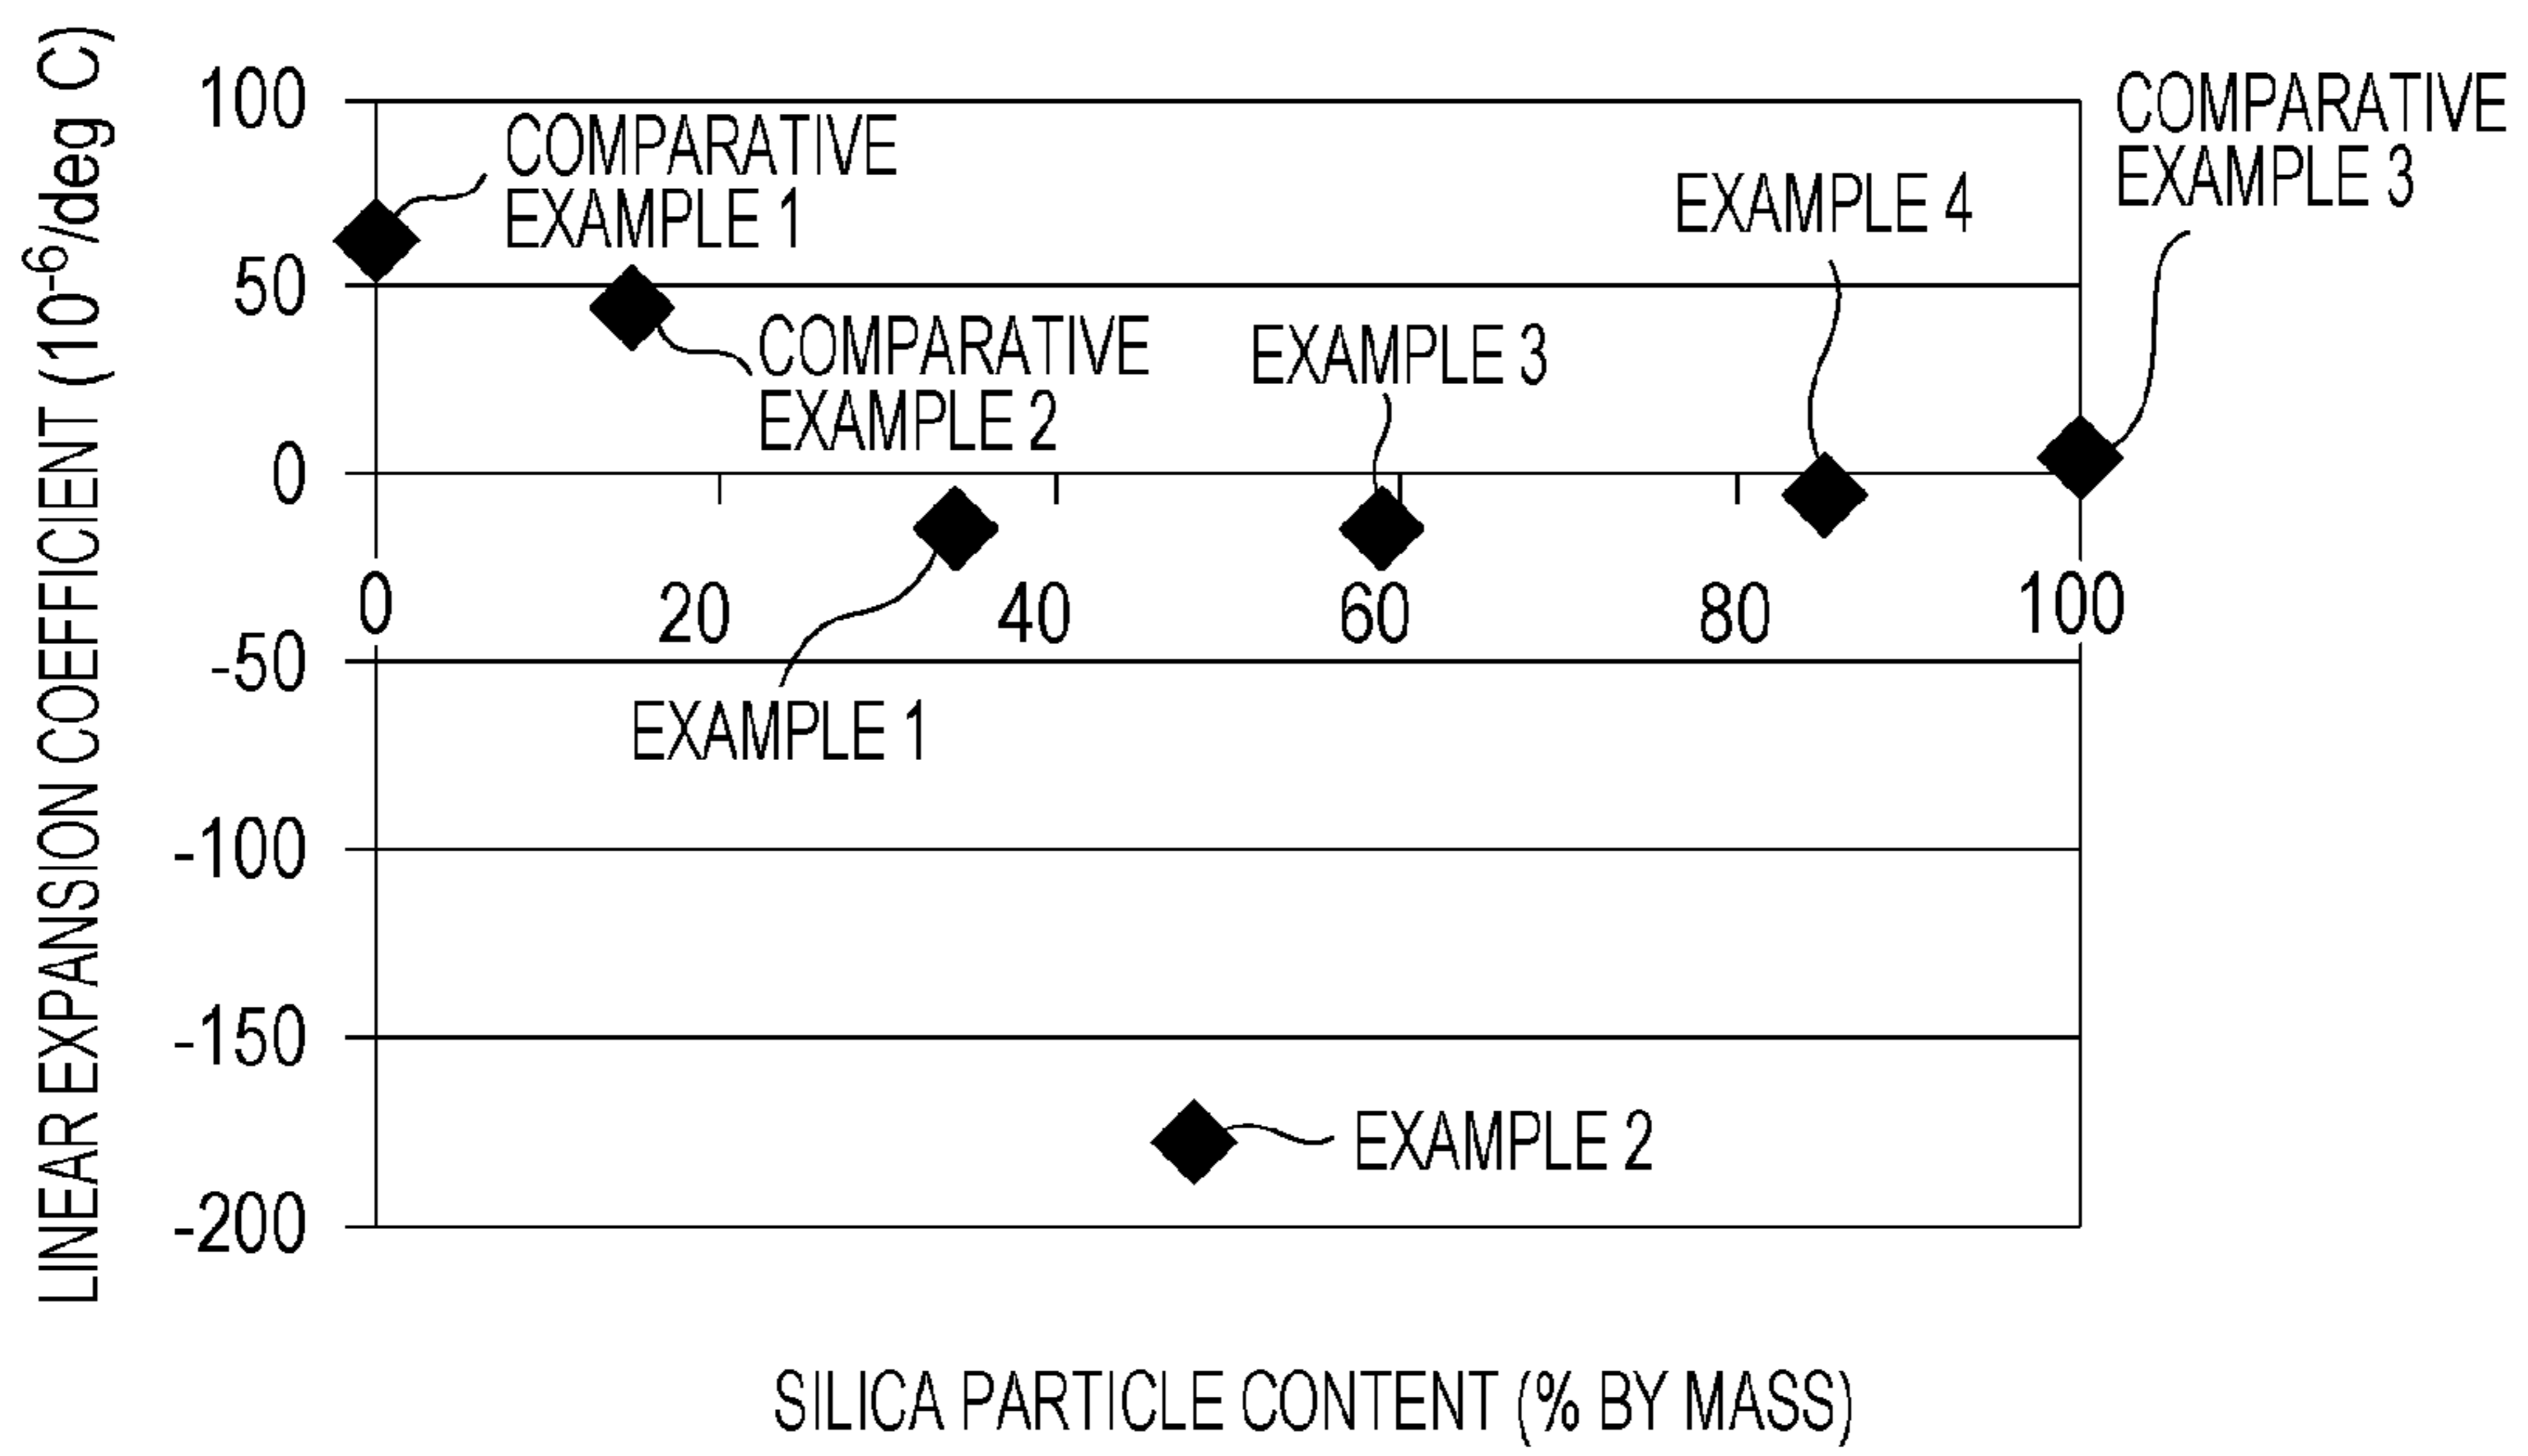 LINEAR EXPANSION COEFFICIENT (10⁻⁶/deg C)
100
50
0
-50
-100
-150
-200
COMPARATIVE
EXAMPLE 1
COMPARATIVE
EXAMPLE 2
EXAMPLE 3
EXAMPLE 4
COMPARATIVE
EXAMPLE 3
0
20
40
60
80
100
EXAMPLE 1
EXAMPLE 2
SILICA PARTICLE CONTENT (% BY MASS)